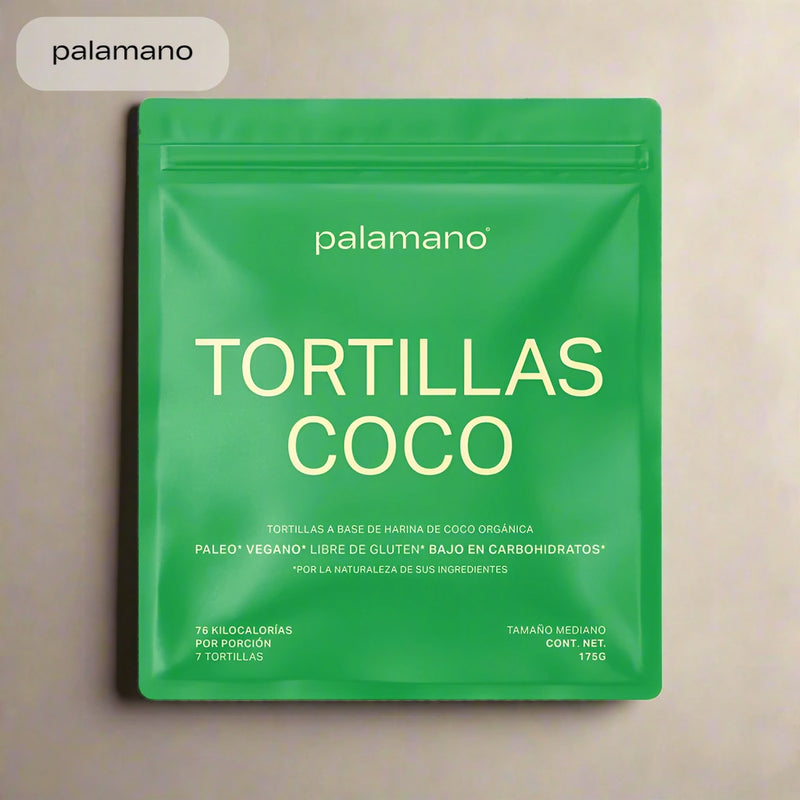 palamano
palamano°
TORTILLAS
COCO
TORTILLAS A BASE DE HARINA DE COCO ORGÁNICA
PALEO* VEGANO* LIBRE DE GLUTEN* BAJO EN CARBOHIDRATOS*
*POR LA NATURALEZA DE SUS INGREDIENTES
76 KILOCALORÍAS
POR PORCIÓN
7 TORTILLAS
TAMAÑO MEDIANO
CONT. NET.
175G